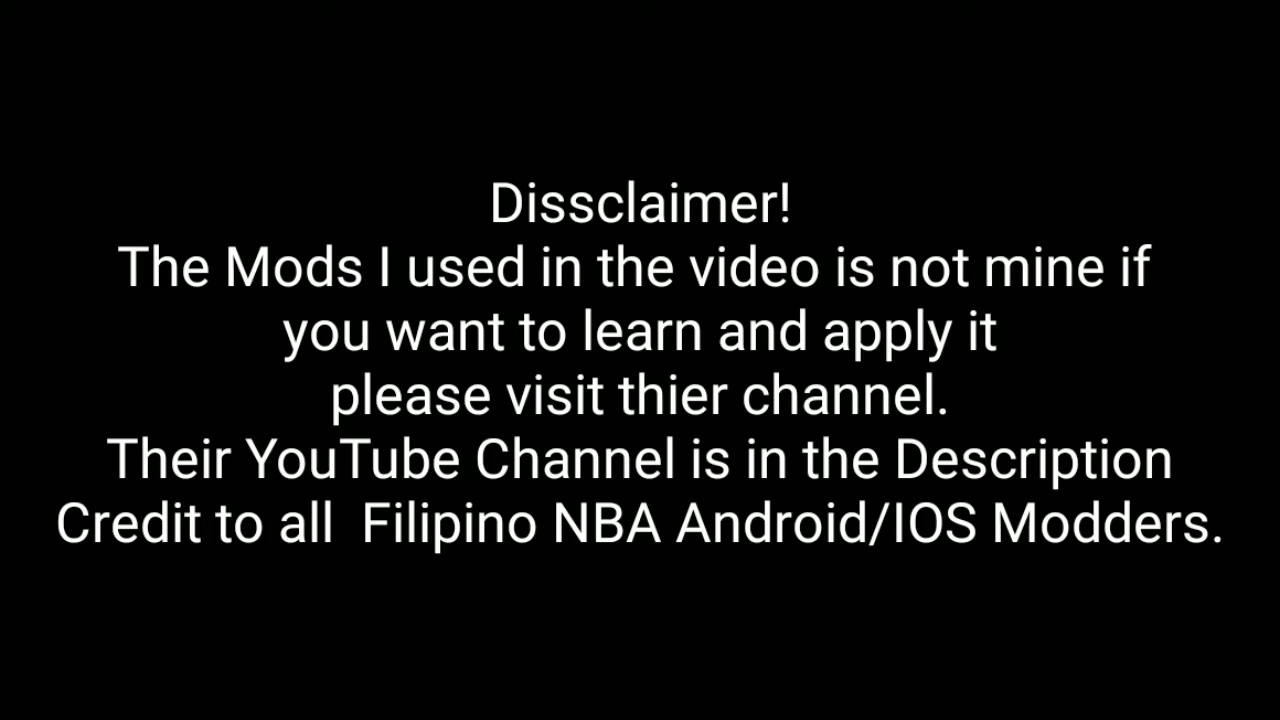 Dissclaimer!
The Mods I used in the video is not mine if
you want to learn and apply it
please visit thier channel.
Their YouTube Channel is in the Description
Credit to all  Filipino NBA Android/IOS Modders.